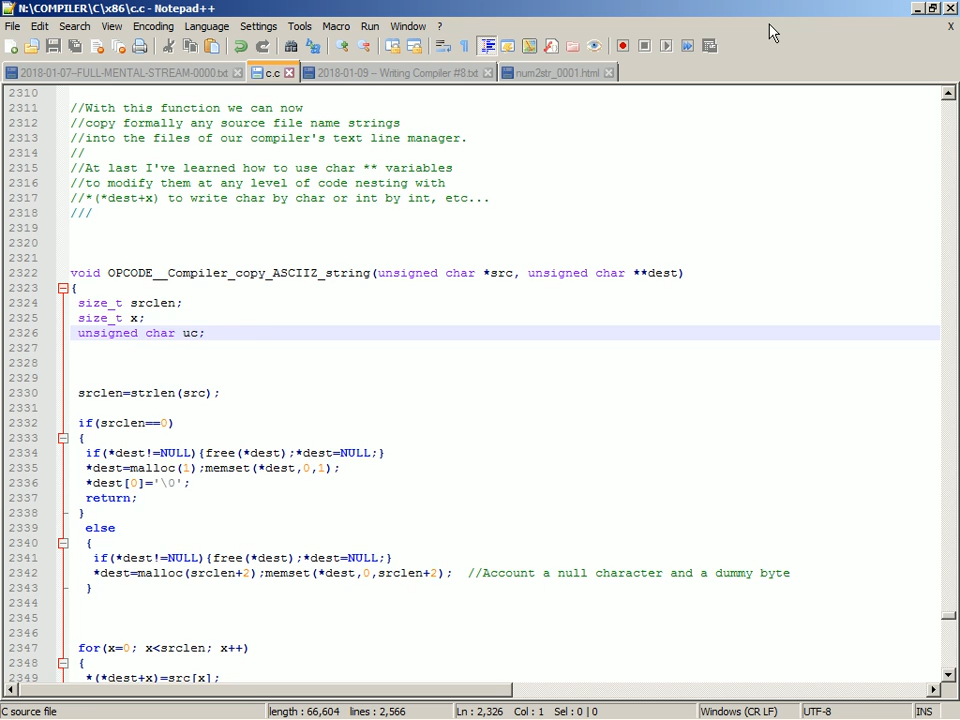 N:\COMPILER\C\x86\c.c - Notepad++
File Edit Search View Encoding Language Settings Tools Macro Run Window ? X
2018-01-07--FULL-MENTAL-STREAM-0000.txt c.c 2018-01-09 -- Writing Compiler #8.txt num2str_0001.html
2310
2311 //With this function we can now
2312 //copy formally any source file name strings
2313 //into the files of our compiler's text line manager.
2314 //
2315 //At last I've learned how to use char ** variables
2316 //to modify them at any level of code nesting with
2317 //*(*dest+x) to write char by char or int by int, etc...
2318 ///
2319
2320
2321
2322 void OPCODE__Compiler_copy_ASCIIZ_string(unsigned char *src, unsigned char **dest)
2323 {
2324 size_t srclen;
2325 size_t x;
2326 unsigned char uc;
2327
2328
2329
2330 srclen=strlen(src);
2331
2332 if(srclen==0)
2333 {
2334 if(*dest!=NULL){free(*dest);*dest=NULL;}
2335 *dest=malloc(1);memset(*dest,0,1);
2336 *dest[0]='\0';
2337 return;
2338 }
2339 else
2340 {
2341 if(*dest!=NULL){free(*dest);*dest=NULL;}
2342 *dest=malloc(srclen+2);memset(*dest,0,srclen+2); //Account a null character and a dummy byte
2343 }
2344
2345
2346
2347 for(x=0; x<srclen; x++)
2348 {
2349 *(*dest+x)=src[x];
C source file length : 66,604 lines : 2,566 Ln : 2,326 Col : 1 Sel : 0 | 0 Windows (CR LF) UTF-8 INS